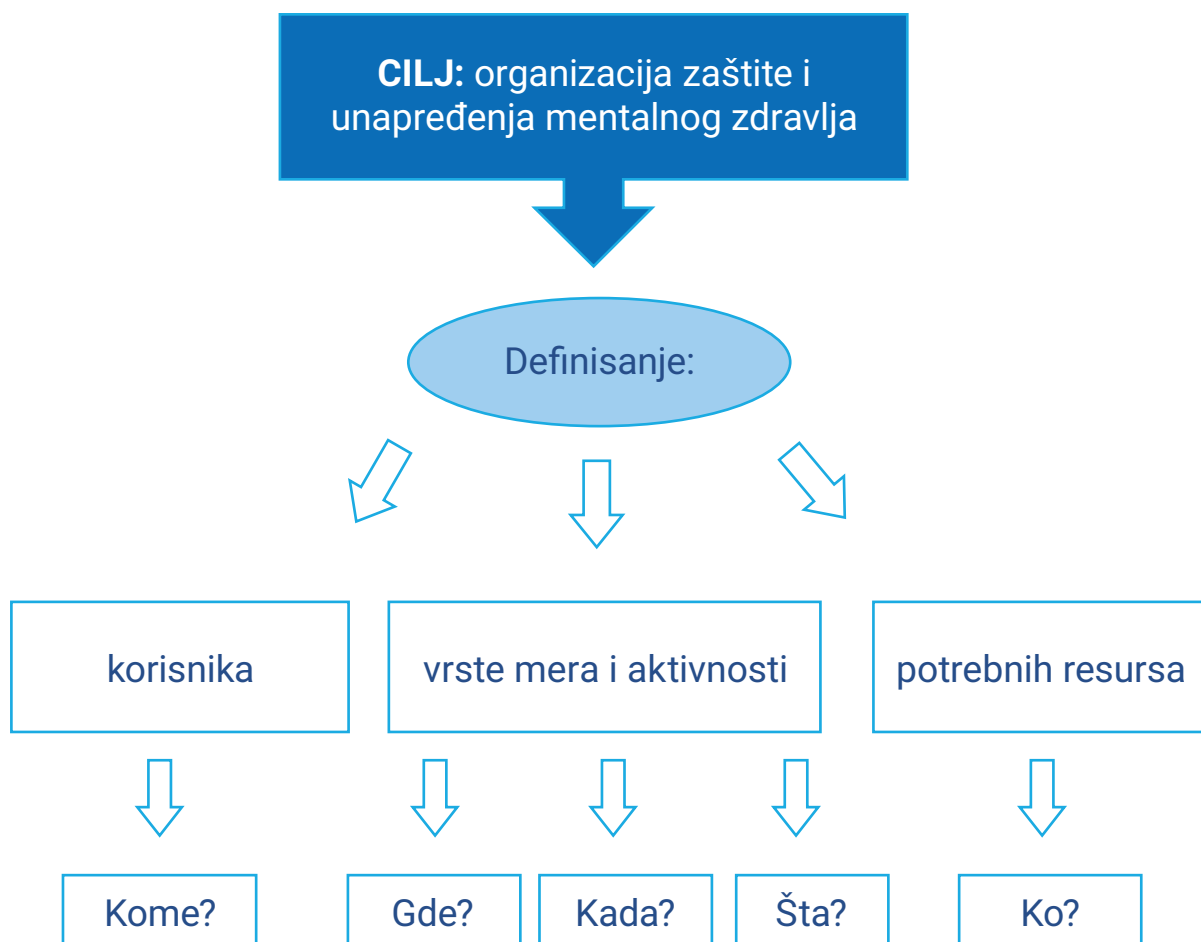 CILJ: organizacija zaštite i
unapređenja mentalnog zdravlja
Definisanje:
korisnika
vrste mera i aktivnosti
potrebnih resursa
Kome?
Gde?
Kada?
Šta?
Ko?